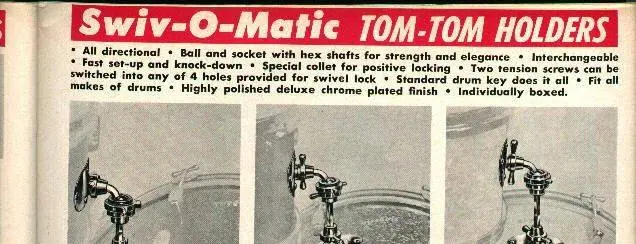 Swiv-O-Matic TOM-TOM HOLDERS
• All directional • Ball and socket with hex shafts for strength and elegance • Interchangeable
• Fast set-up and knock-down • Special collet for positive locking • Two tension screws can be
switched into any of 4 holes provided for swivel lock • Standard drum key does it all • Fit all
makes of drums • Highly polished deluxe chrome plated finish • Individually boxed.